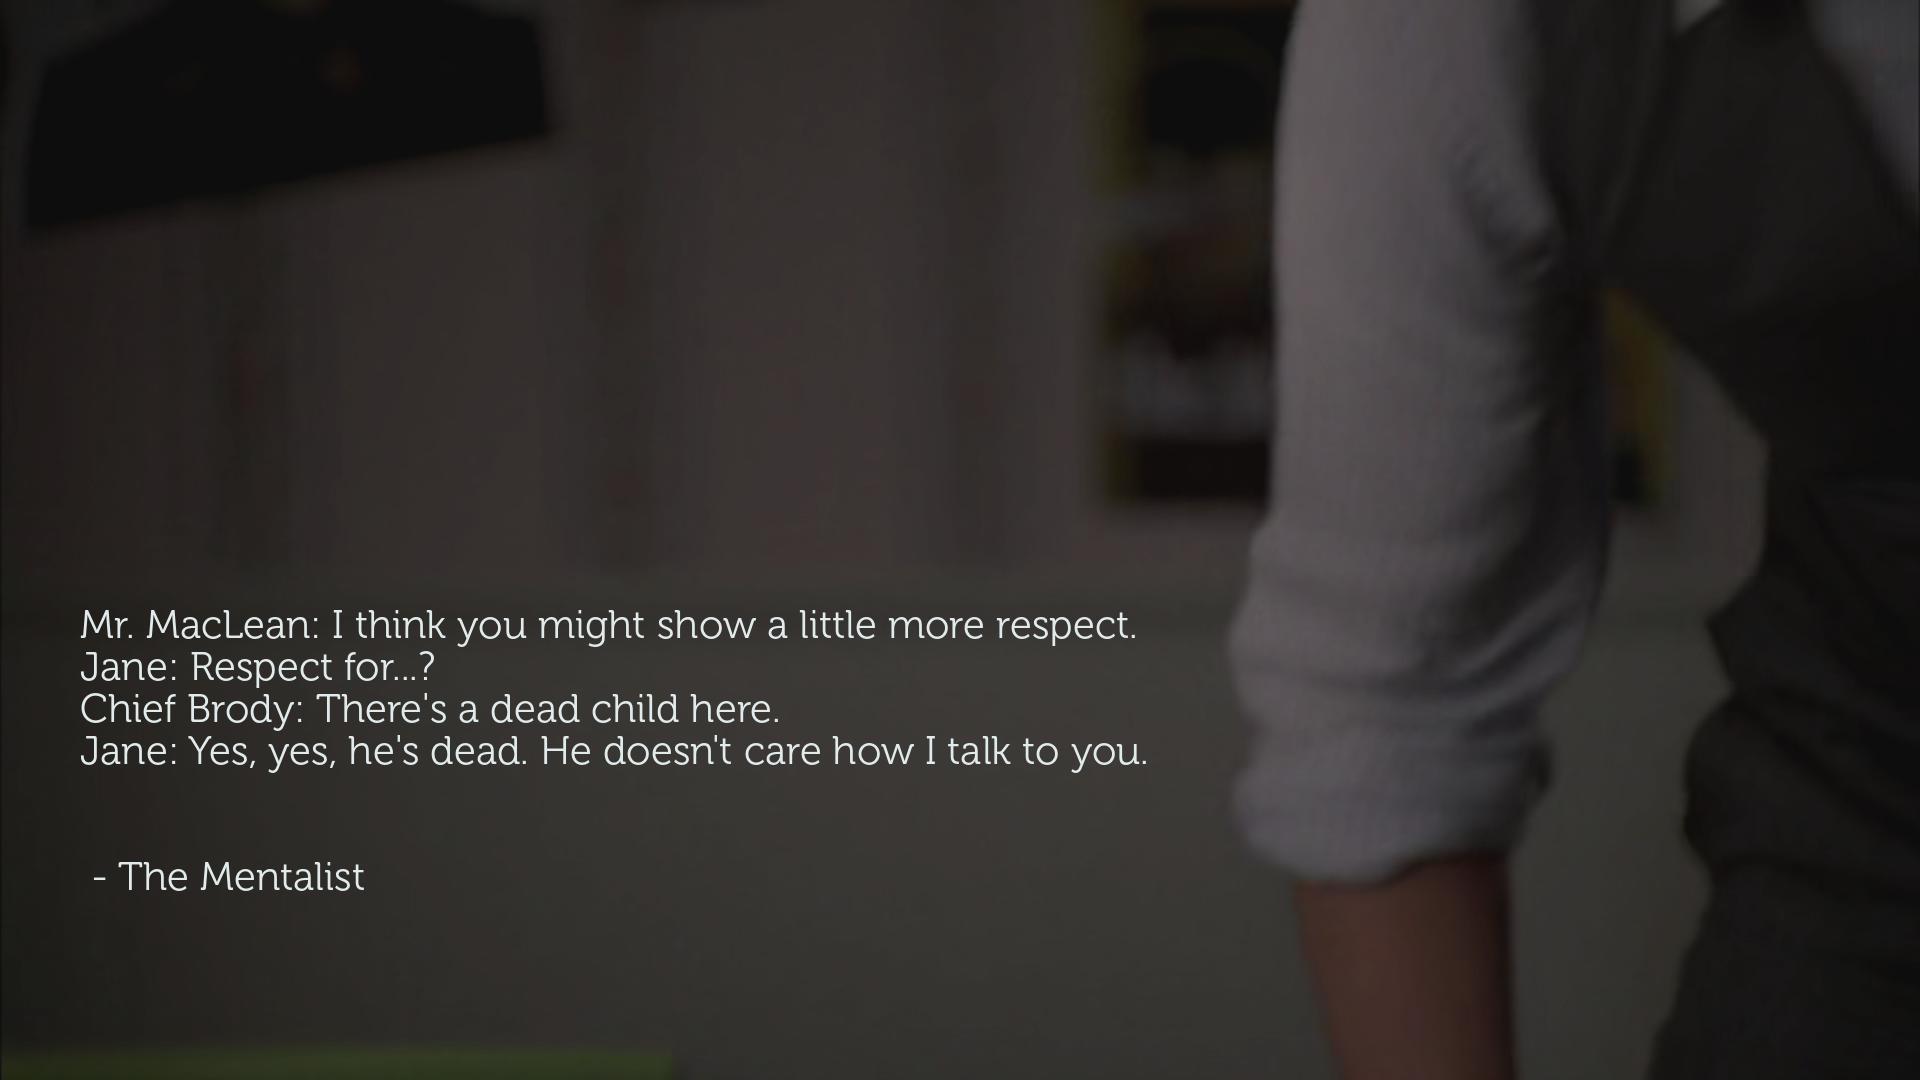 Mr. MacLean: I think you might show a little more respect.
Jane: Respect for...?
Chief Brody: There's a dead child here.
Jane: Yes, yes, he's dead. He doesn't care how I talk to you.
- The Mentalist